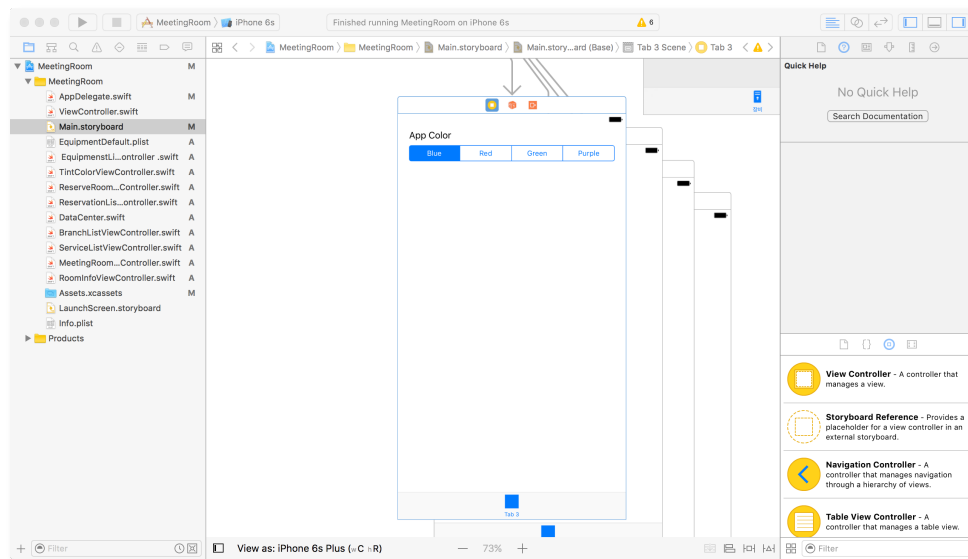 MeetingRoom 〉 iPhone 6s
Finished running MeetingRoom on iPhone 6s
6
MeetingRoom 〉 MeetingRoom 〉 Main.storyboard 〉 Main.story...ard (Base) 〉 Tab 3 Scene 〉 Tab 3
MeetingRoom M
MeetingRoom
AppDelegate.swift M
ViewController.swift
Main.storyboard M
EquipmentDefault.plist A
EquipmenstLi...ontroller .swift A
TintColorViewController.swift A
ReserveRoom...Controller.swift A
ReservationLis...ontroller.swift A
DataCenter.swift A
BranchListViewController.swift A
ServiceListViewController.swift A
MeetingRoom...Controller.swift A
RoomInfoViewController.swift A
Assets.xcassets M
LaunchScreen.storyboard
Info.plist
Products
Filter
장비
App Color
Blue Red Green Purple
Tab 3
View as: iPhone 6s Plus (wC hR)
73%
Quick Help
No Quick Help
Search Documentation
View Controller - A controller that
manages a view.
Storyboard Reference - Provides a
placeholder for a view controller in an
external storyboard.
Navigation Controller - A
controller that manages navigation
through a hierarchy of views.
Table View Controller - A
controller that manages a table view.
Filter